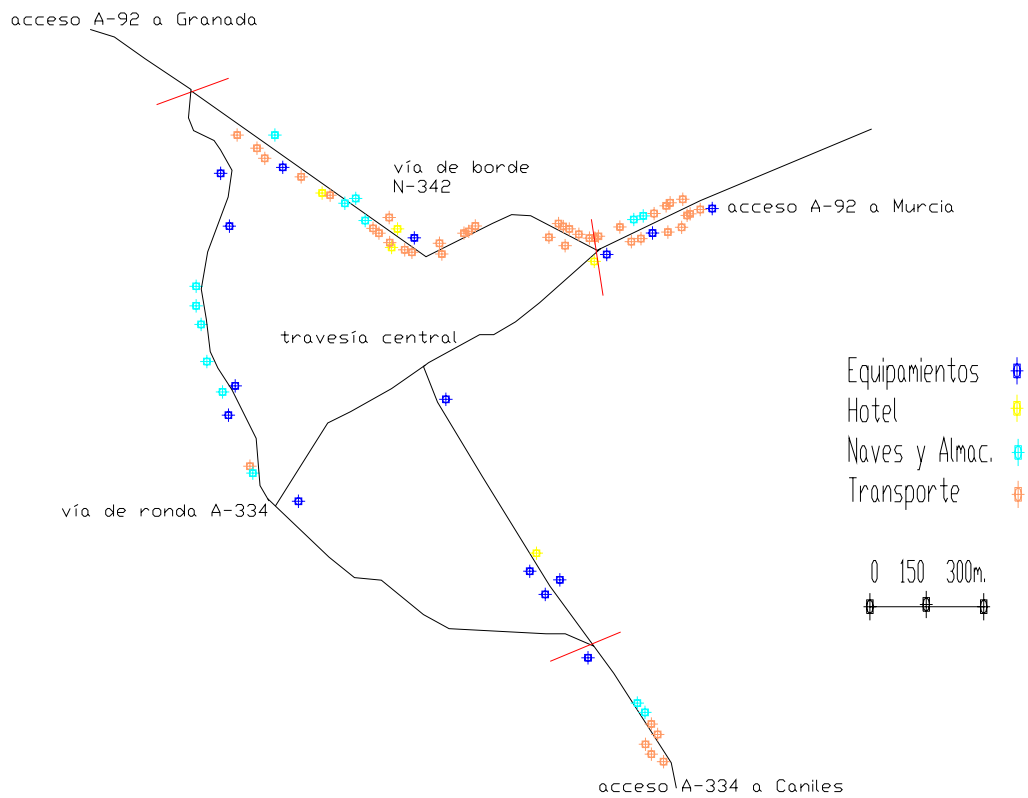 acceso A-92 a Granada
vía de borde
N-342
acceso A-92 a Murcia
travesía central
Equipamientos
Hotel
Naves y Almac.
Transporte
vía de ronda A-334
0 150 300m.
acceso A-334 a Caniles